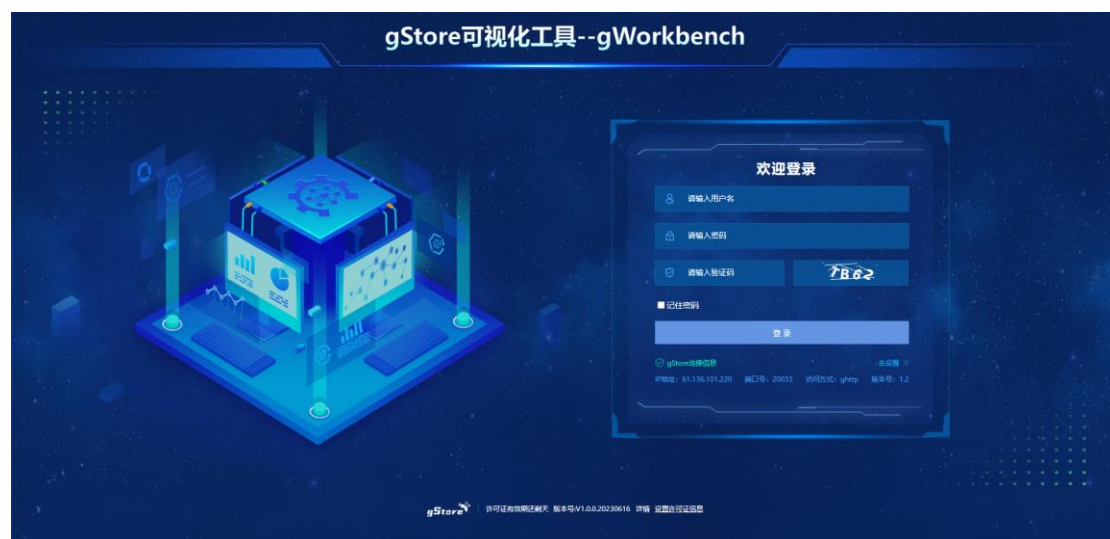 gStore可视化工具--gWorkbench
欢迎登录
请输入用户名
请输入密码
请输入验证码
TB62
记住密码
登 录
gStore连接信息
去设置
IP地址：61.136.101.220 端口号：20033 访问方式：ghttp 版本号：1.2
gStore 许可证有效期还剩天 版本号:V1.0.0.20230616 详情 设置许可证信息